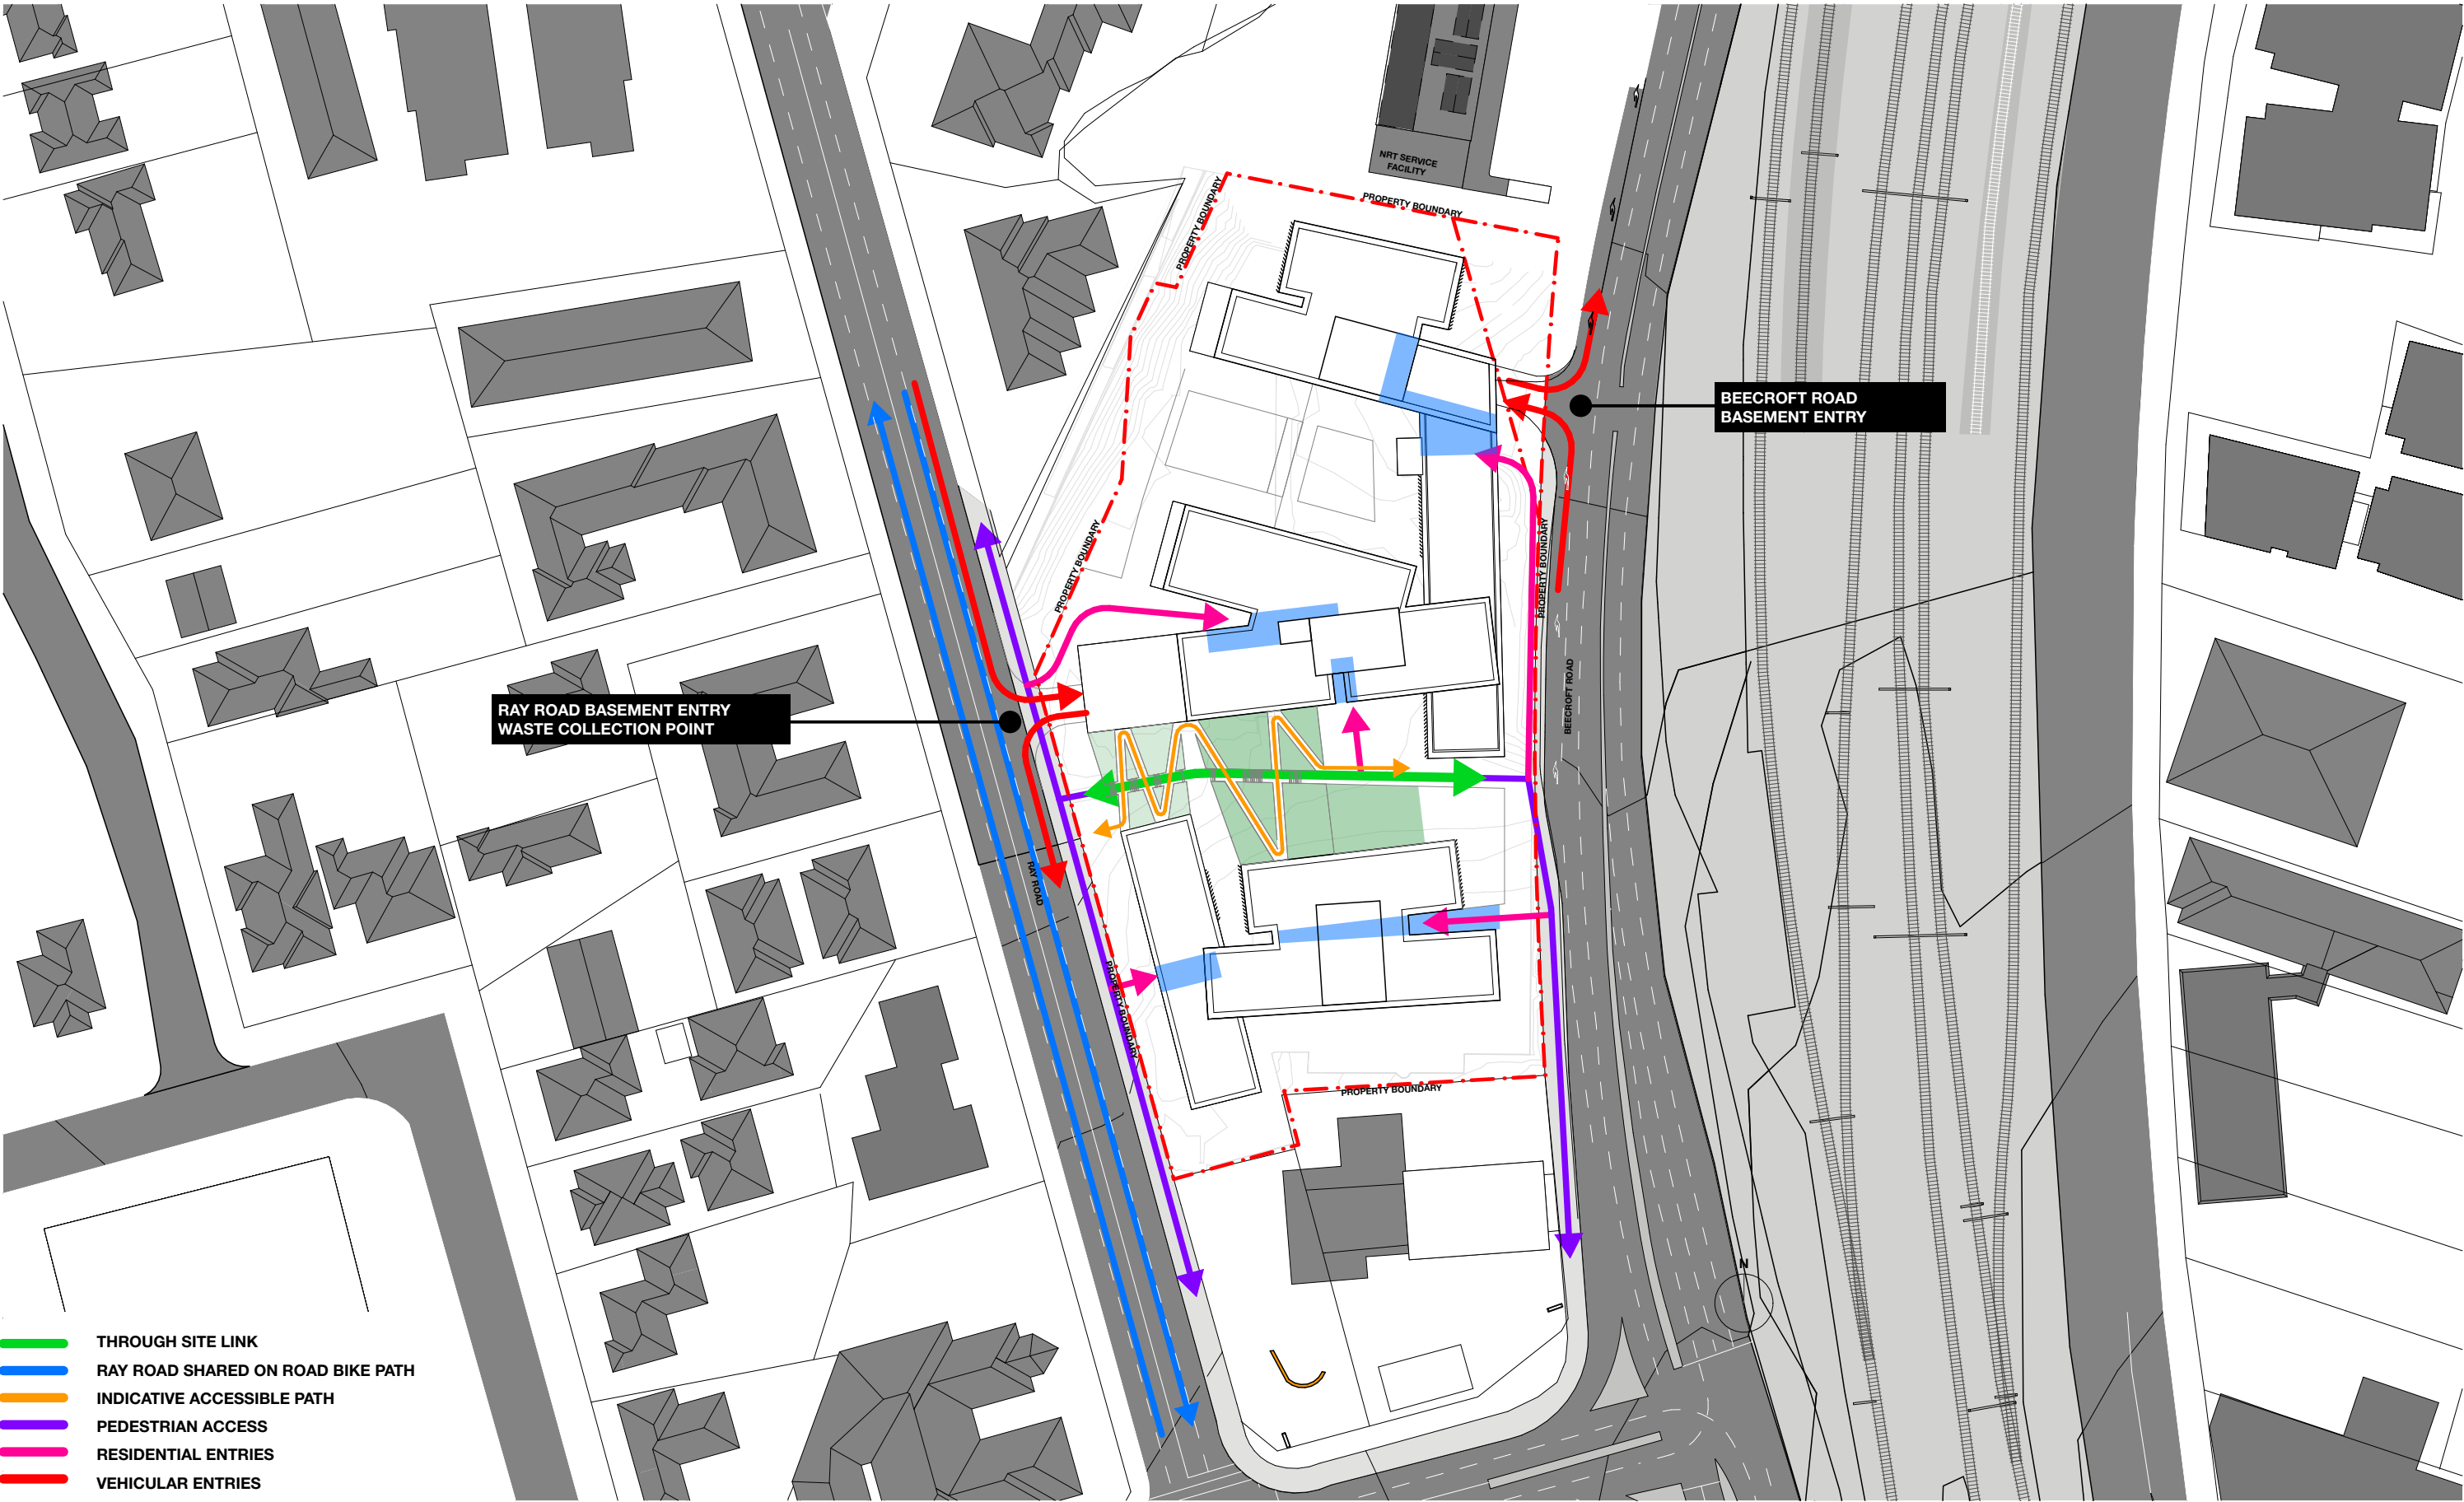 NRT SERVICE
FACILITY
PROPERTY BOUNDARY
PROPERTY BOUNDARY
BEECROFT ROAD
BASEMENT ENTRY
PROPERTY BOUNDARY
PROPERTY BOUNDARY
BEECROFT ROAD
RAY ROAD BASEMENT ENTRY
WASTE COLLECTION POINT
RAY ROAD
PROPERTY BOUNDARY
PROPERTY BOUNDARY
N
THROUGH SITE LINK
RAY ROAD SHARED ON ROAD BIKE PATH
INDICATIVE ACCESSIBLE PATH
PEDESTRIAN ACCESS
RESIDENTIAL ENTRIES
VEHICULAR ENTRIES